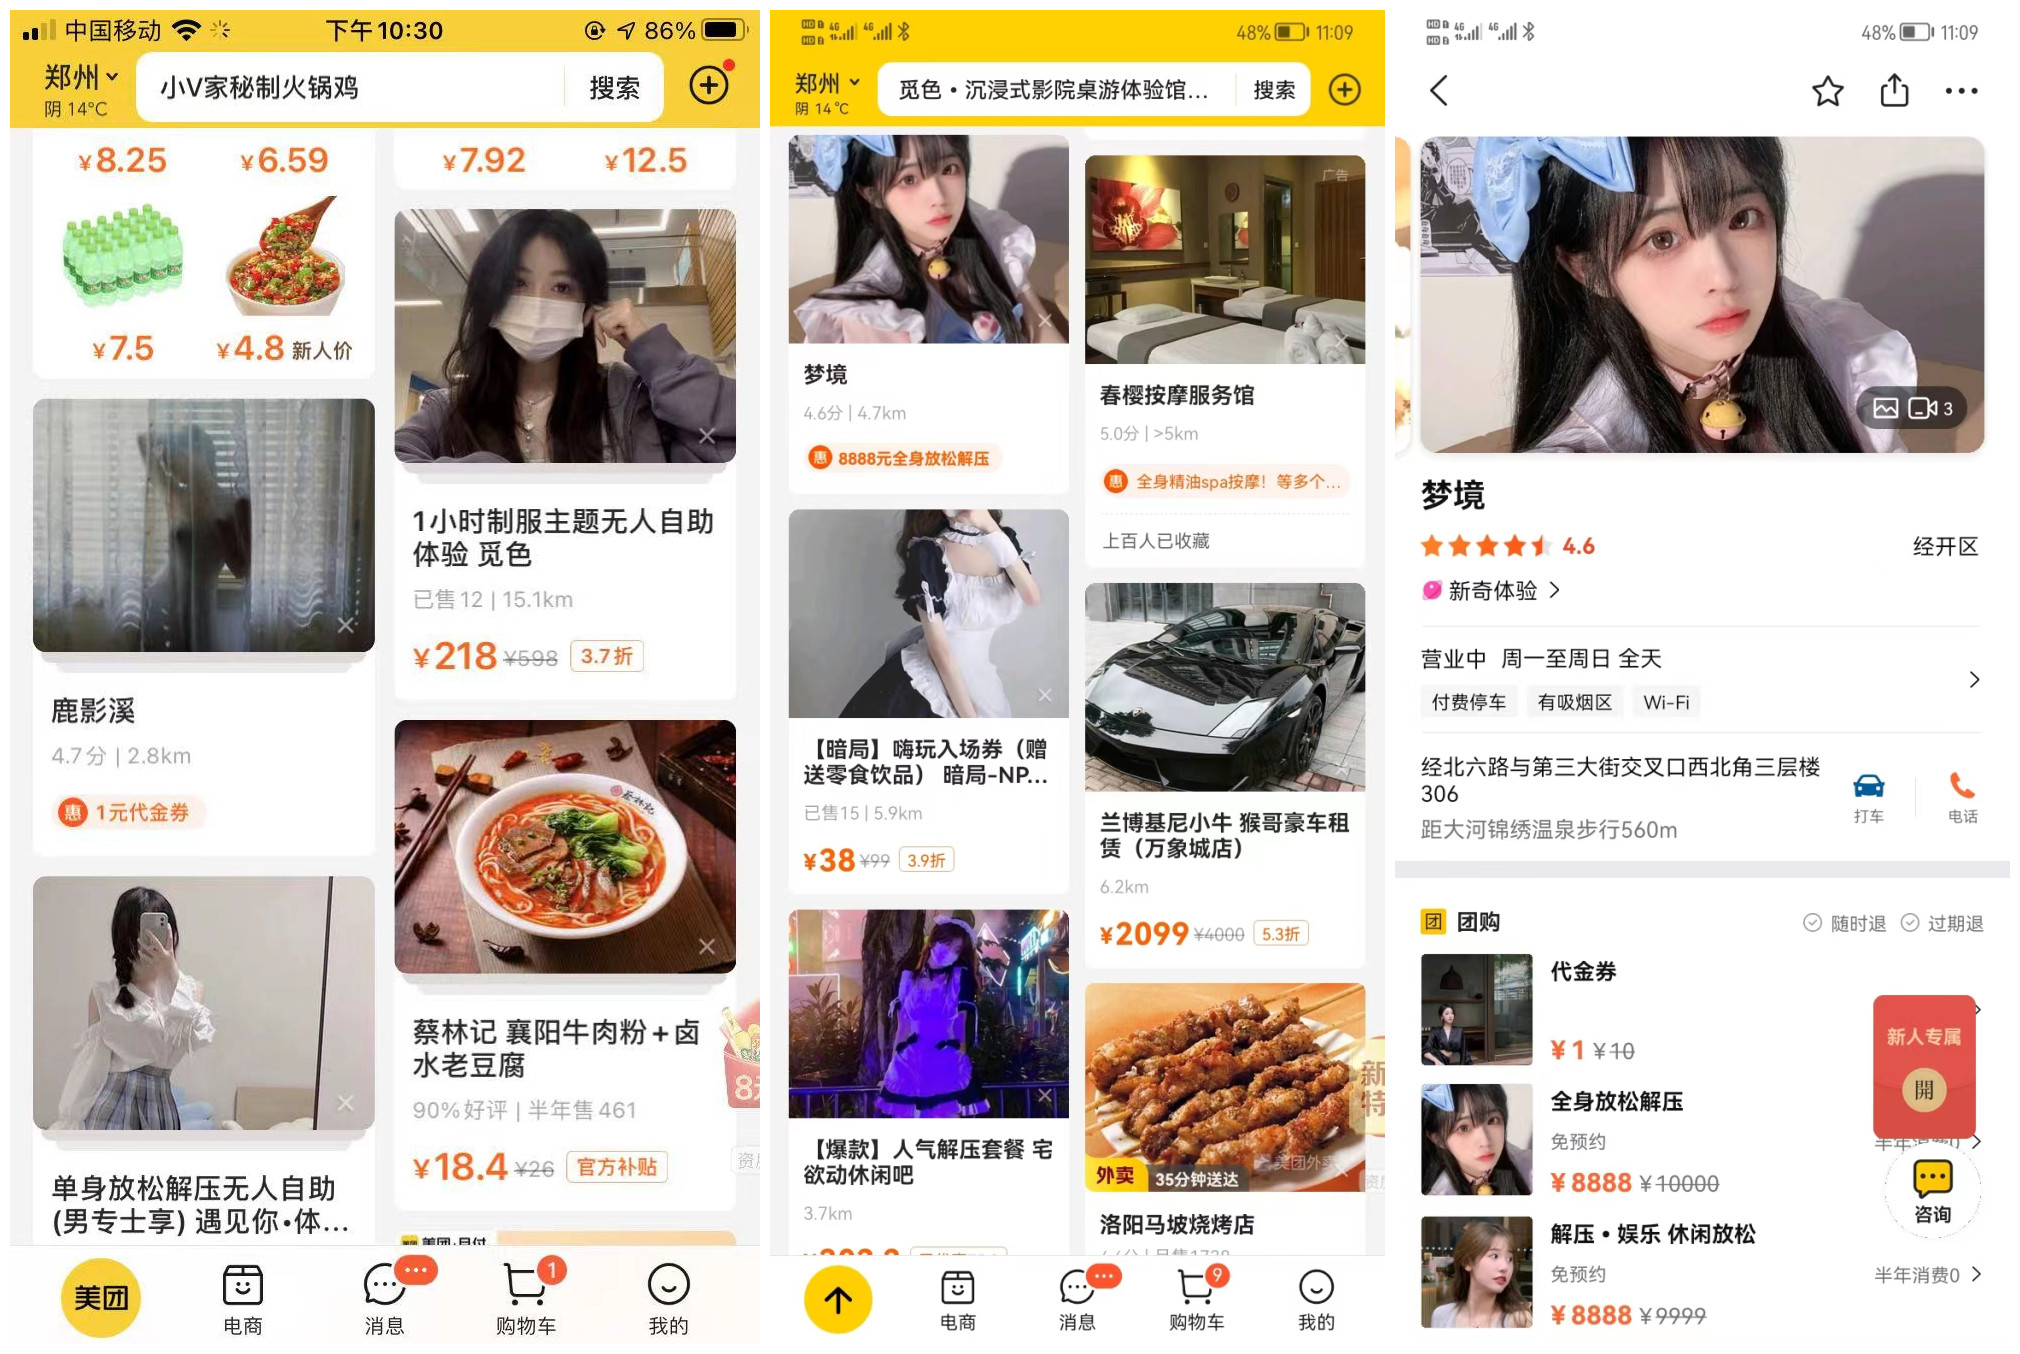 中国移动
下午10:30
86%
郑州
阴 14°C
小V家秘制火锅鸡
搜索
¥8.25
¥6.59
¥7.5
¥4.8 新人价
鹿影溪
4.7分 | 2.8km
惠 1元代金券
单身放松解压无人自助
(男专士享) 遇见你•体...
¥7.92
¥12.5
1小时制服主题无人自助
体验 觅色
已售12 | 15.1km
¥218 ¥598 3.7折
蔡林记
蔡林记 襄阳牛肉粉+卤
水老豆腐
90%好评 | 半年售461
¥18.4 ¥26 官方补贴
美团
电商
消息
1
购物车
我的
48% 11:09
郑州
阴 14°C
觅色·沉浸式影院桌游体验馆...
搜索
梦境
4.6分 | 4.7km
惠 8888元全身放松解压
【暗局】嗨玩入场券（赠
送零食饮品） 暗局-NP...
已售15 | 5.9km
¥38 ¥99 3.9折
【爆款】人气解压套餐 宅
欲动休闲吧
3.7km
广告
春樱按摩服务馆
5.0分 | >5km
惠 全身精油spa按摩！等多个...
上百人已收藏
兰博基尼小牛 猴哥豪车租
赁（万象城店）
6.2km
¥2099 ¥4000 5.3折
美团外卖
外卖 35分钟送达
洛阳马坡烧烤店
电商
消息
9
购物车
我的
48% 11:09
3
梦境
4.6
经开区
新奇体验
营业中 周一至周日 全天
付费停车 有吸烟区 Wi-Fi
经北六路与第三大街交叉口西北角三层楼
306
距大河锦绣温泉步行560m
打车
电话
团 团购
随时退 过期退
代金券
¥1 ¥10
新人专属
開
全身放松解压
免预约
半年消费0
¥8888 ¥10000
咨询
解压·娱乐 休闲放松
免预约
半年消费0
¥8888 ¥9999